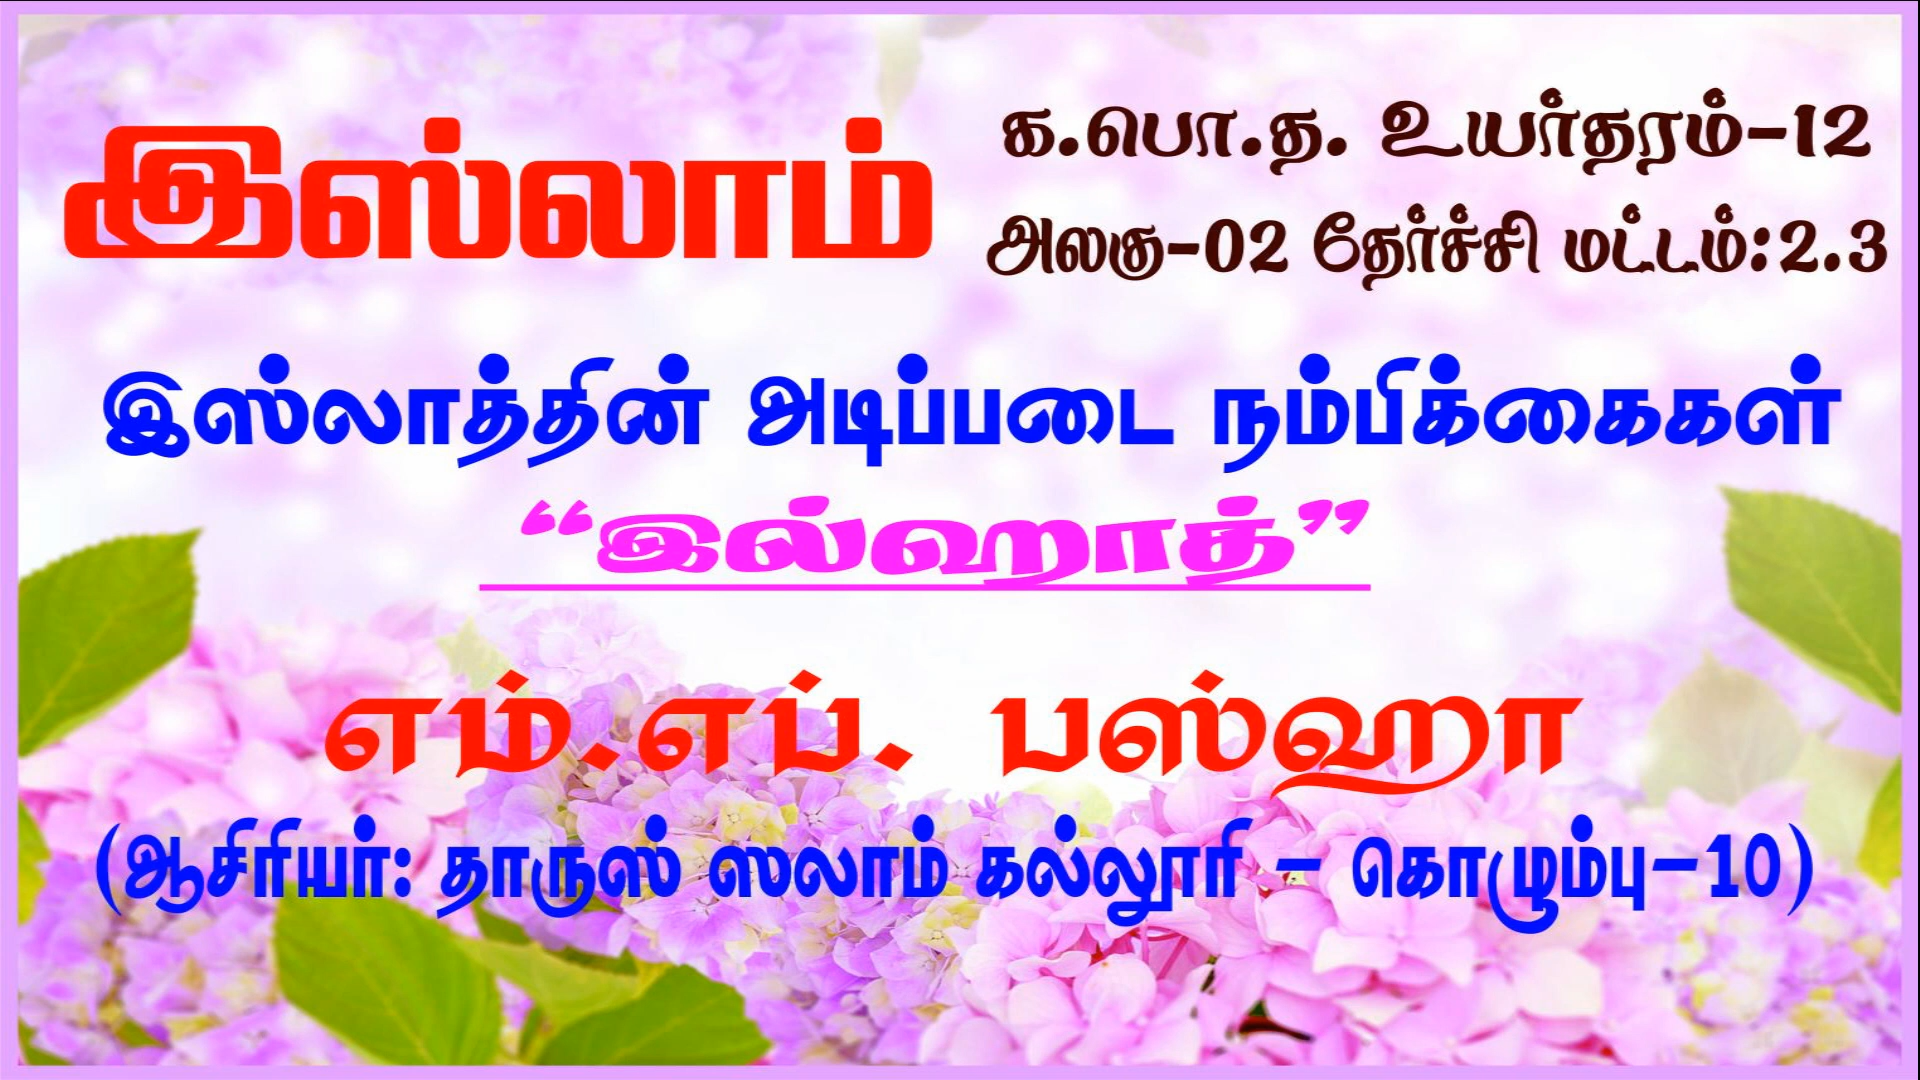 இஸ்லாம்
க.பொ.த. உயர்தரம்-12
அலகு-02 தேர்ச்சி மட்டம்:2.3
இஸ்லாத்தின் அடிப்படை நம்பிக்கைகள்
“இல்ஹாத்”
எம்.எப். பஸ்ஹா
(ஆசிரியர்: தாருஸ் ஸலாம் கல்லூரி - கொழும்பு-10)